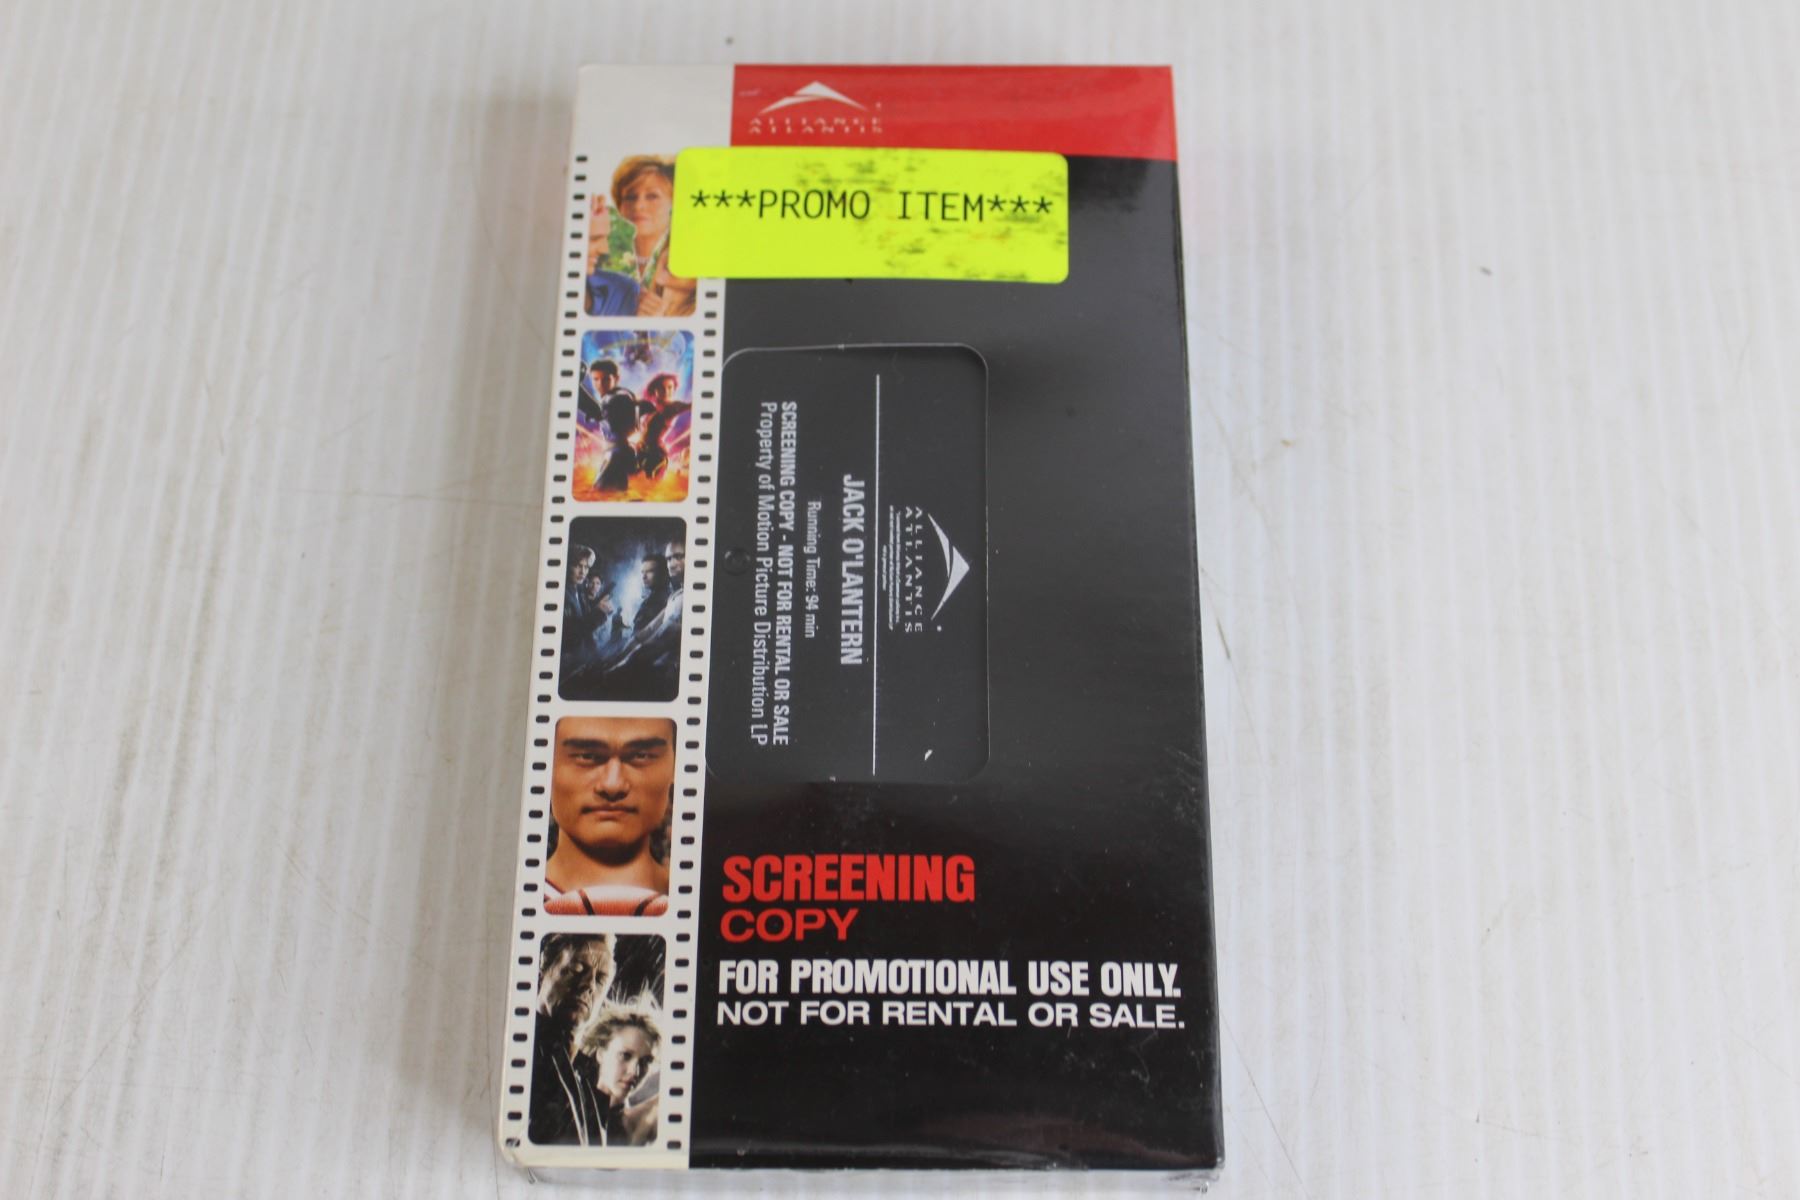 ALLIANCE
ATLANTIS
***PROMO ITEM***
ALLIANCE
ATLANTIS
JACK O'LANTERN
Running Time: 94 min
SCREENING COPY - NOT FOR RENTAL OR SALE
Property of Motion Picture Distribution LP
SCREENING
COPY
FOR PROMOTIONAL USE ONLY.
NOT FOR RENTAL OR SALE.